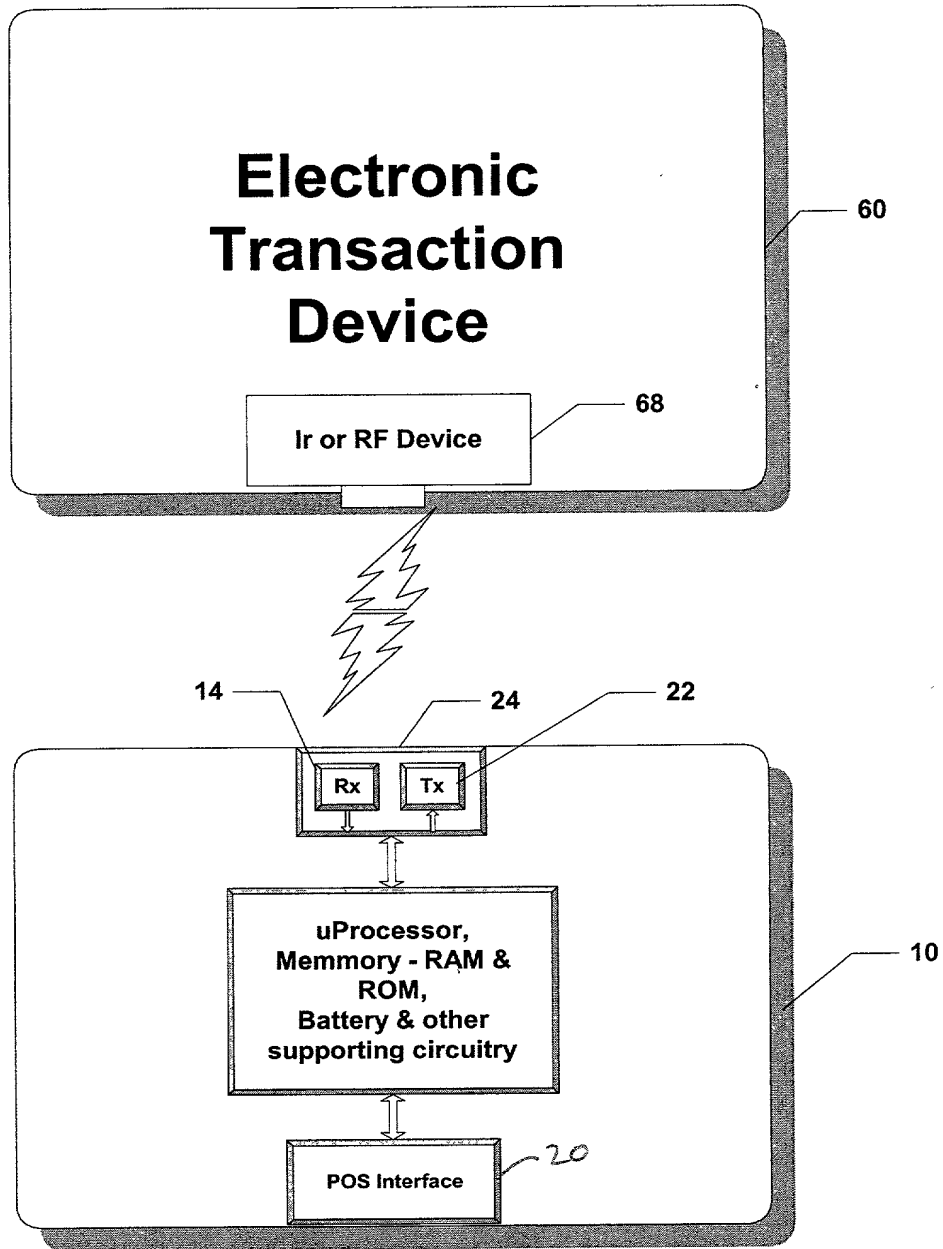 Electronic
Transaction
Device
60
Ir or RF Device
68
14
24
22
Rx
Tx
uProcessor,
Memmory - RAM &
ROM,
Battery & other
supporting circuitry
10
POS Interface
20